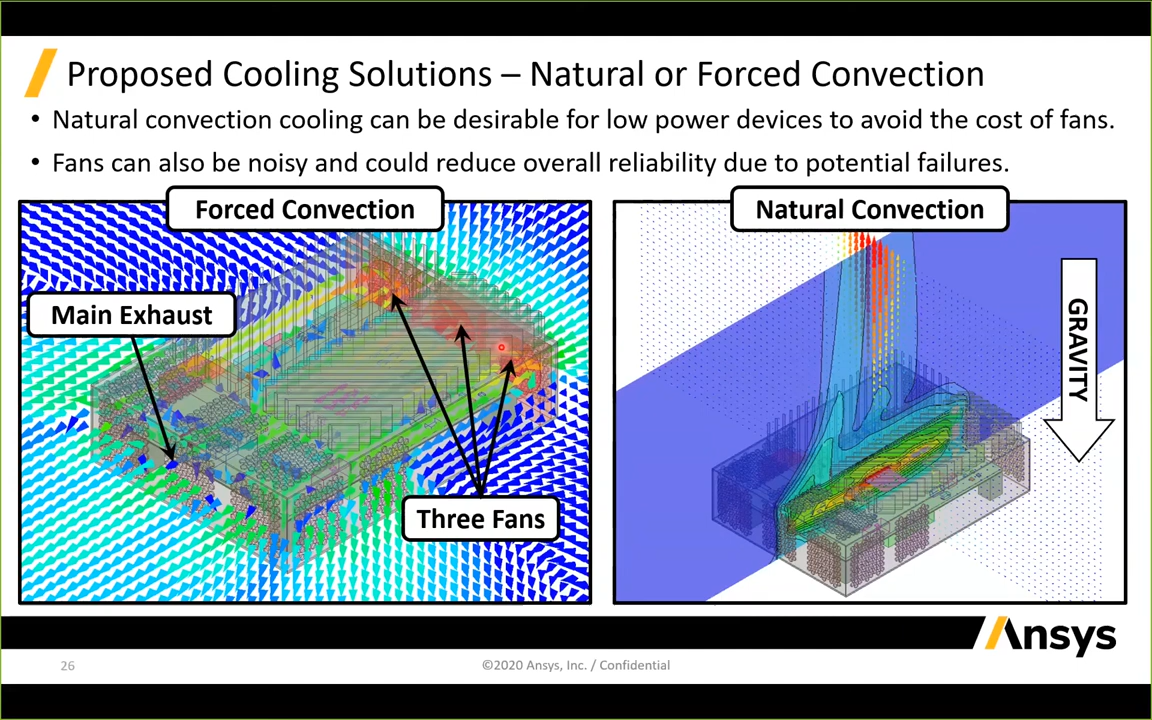 Proposed Cooling Solutions – Natural or Forced Convection
• Natural convection cooling can be desirable for low power devices to avoid the cost of fans.
• Fans can also be noisy and could reduce overall reliability due to potential failures.
Forced Convection
Main Exhaust
Three Fans
Natural Convection
GRAVITY
Ansys
26
©2020 Ansys, Inc. / Confidential